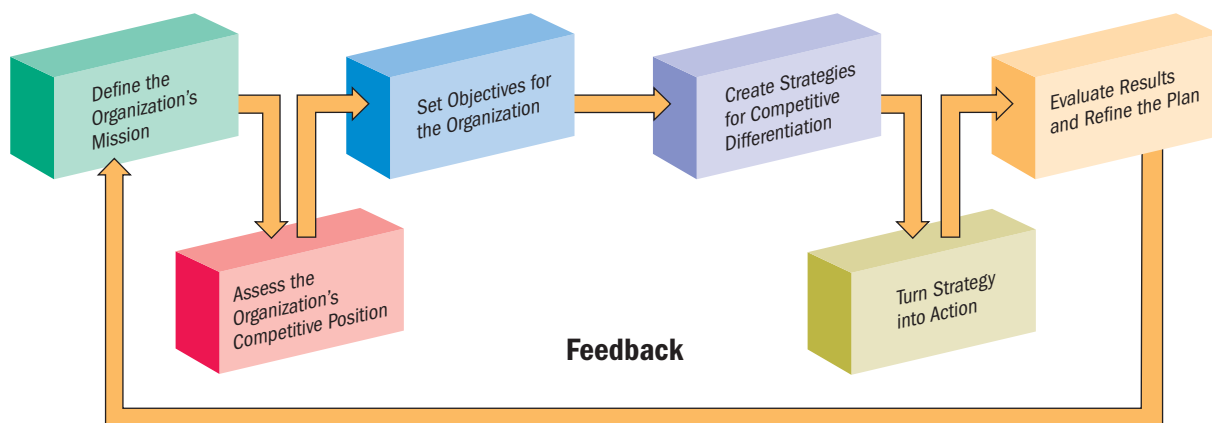 Define the
Organization's
Mission
Assess the
Organization's
Competitive Position
Set Objectives for
the Organization
Create Strategies
for Competitive
Differentiation
Turn Strategy
into Action
Evaluate Results
and Refine the Plan
Feedback